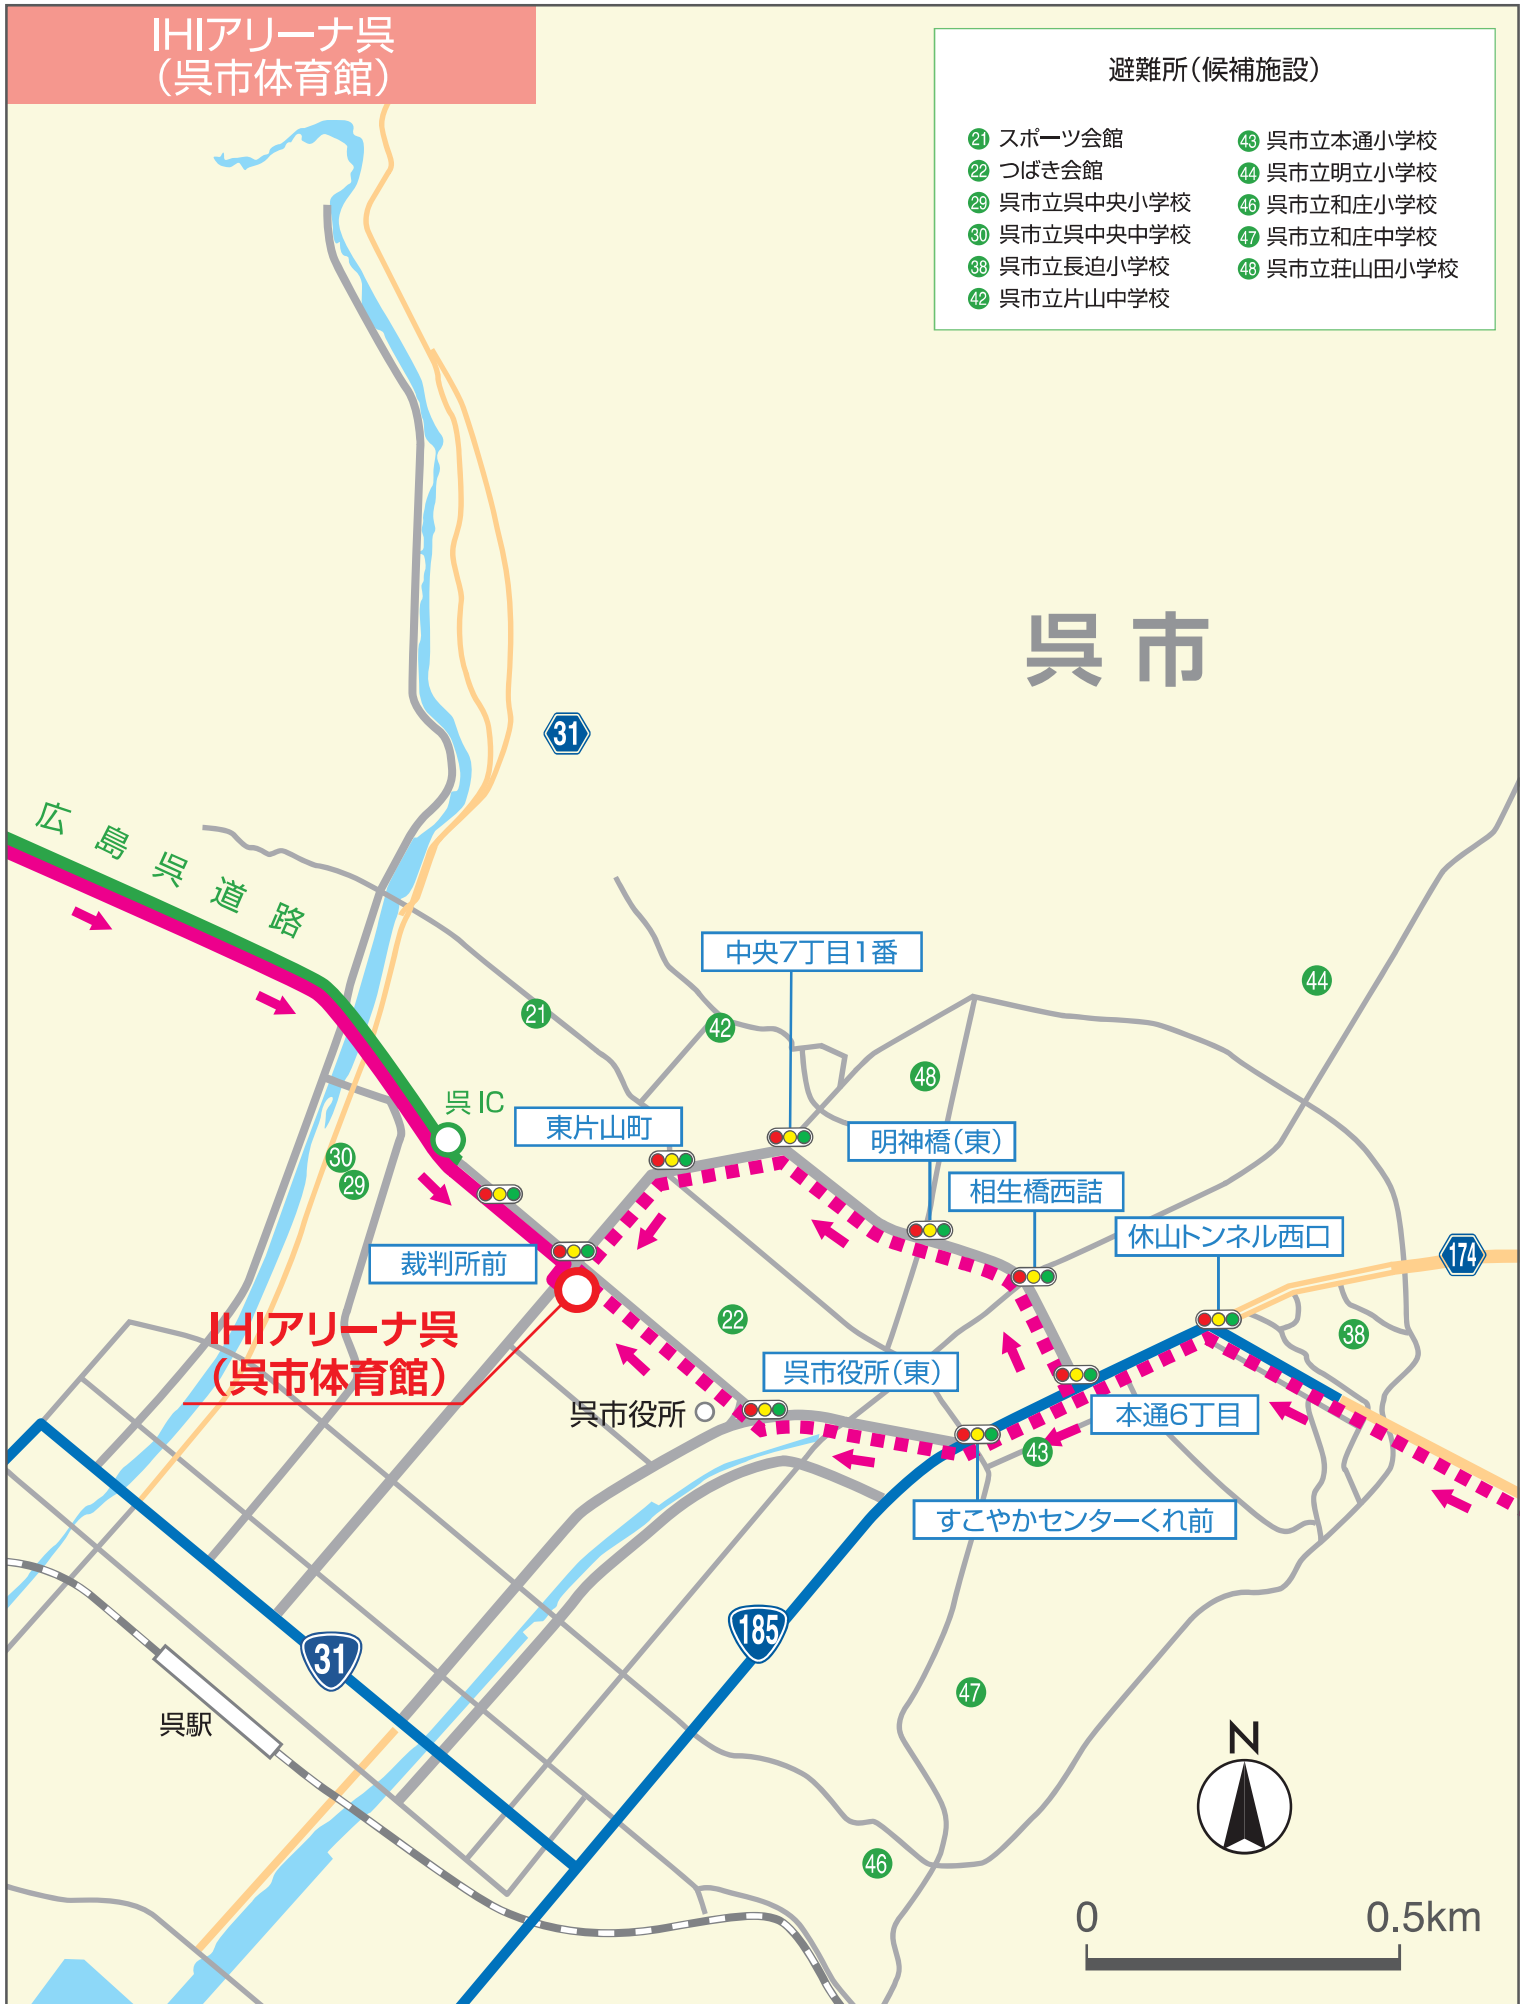 IHIアリーナ呉
（呉市体育館）
避難所（候補施設）
21 スポーツ会館
22 つばき会館
29 呉市立呉中央小学校
30 呉市立呉中央中学校
38 呉市立長迫小学校
42 呉市立片山中学校
43 呉市立本通小学校
44 呉市立明立小学校
46 呉市立和庄小学校
47 呉市立和庄中学校
48 呉市立荘山田小学校
呉市
31
広島呉道路
中央7丁目1番
44
21
42
48
呉IC
東片山町
明神橋（東）
30
29
相生橋西詰
休山トンネル西口
174
裁判所前
IHIアリーナ呉
（呉市体育館）
22
38
呉市役所（東）
呉市役所
本通6丁目
43
すこやかセンターくれ前
31
185
47
呉駅
N
46
0
0.5km